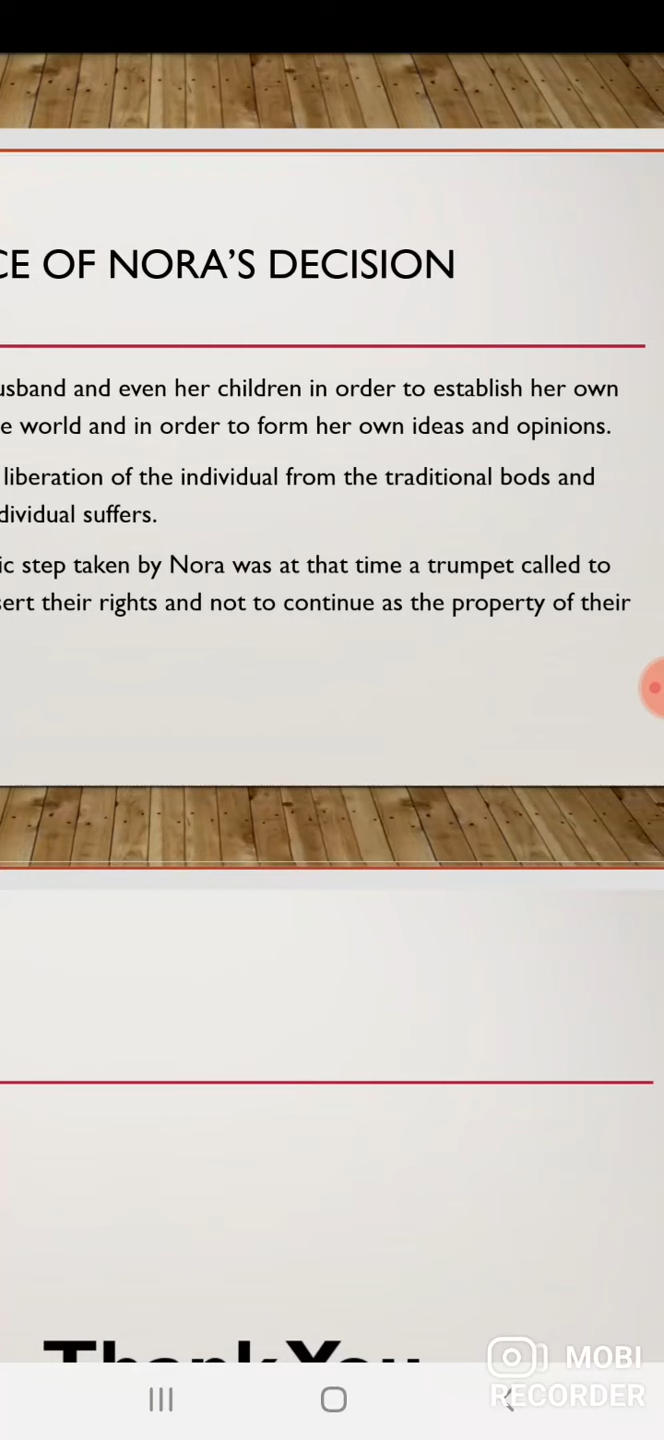 CE OF NORA'S DECISION
usband and even her children in order to establish her own
e world and in order to form her own ideas and opinions.
liberation of the individual from the traditional bods and
dividual suffers.
ic step taken by Nora was at that time a trumpet called to
sert their rights and not to continue as the property of their
Thank You
MOBI
RECORDER